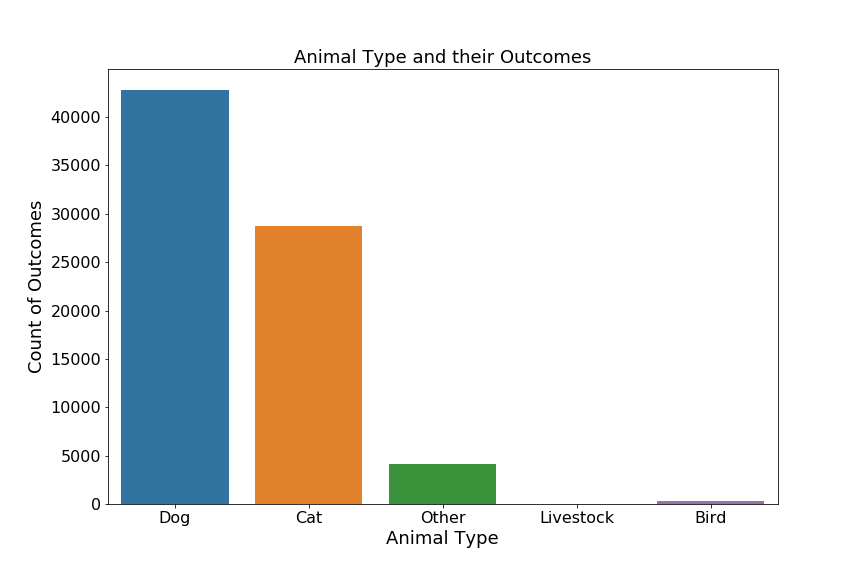 Animal Type and their Outcomes
Count of Outcomes
40000
35000
30000
25000
20000
15000
10000
5000
0
Dog Cat Other Livestock Bird
Animal Type